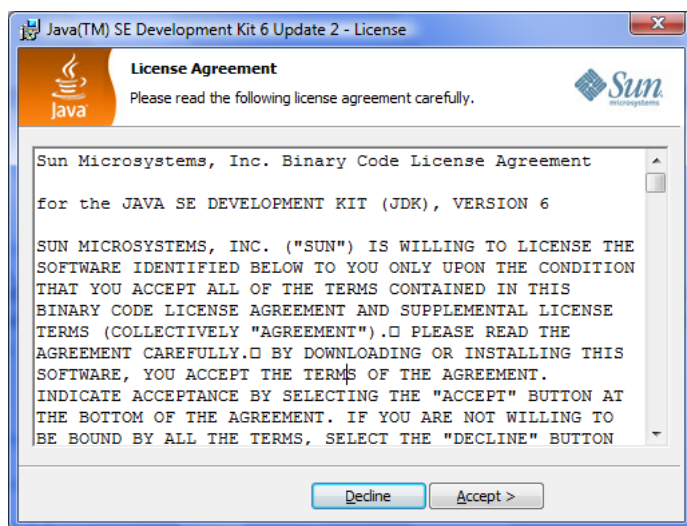 Java(TM) SE Development Kit 6 Update 2 - License
License Agreement
Please read the following license agreement carefully.
Java
Sun
microsystems
Sun Microsystems, Inc. Binary Code License Agreement
for the JAVA SE DEVELOPMENT KIT (JDK), VERSION 6
SUN MICROSYSTEMS, INC. ("SUN") IS WILLING TO LICENSE THE
SOFTWARE IDENTIFIED BELOW TO YOU ONLY UPON THE CONDITION
THAT YOU ACCEPT ALL OF THE TERMS CONTAINED IN THIS
BINARY CODE LICENSE AGREEMENT AND SUPPLEMENTAL LICENSE
TERMS (COLLECTIVELY "AGREEMENT").□ PLEASE READ THE
AGREEMENT CAREFULLY.□ BY DOWNLOADING OR INSTALLING THIS
SOFTWARE, YOU ACCEPT THE TERMS OF THE AGREEMENT.
INDICATE ACCEPTANCE BY SELECTING THE "ACCEPT" BUTTON AT
THE BOTTOM OF THE AGREEMENT. IF YOU ARE NOT WILLING TO
BE BOUND BY ALL THE TERMS, SELECT THE "DECLINE" BUTTON
Decline
Accept >